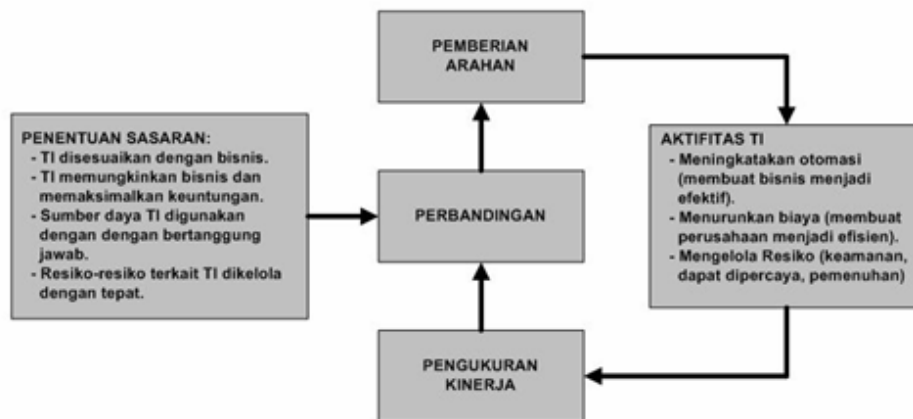 PEMBERIAN
ARAHAN
PENENTUAN SASARAN:
- TI disesuaikan dengan bisnis.
- TI memungkinkan bisnis dan
memaksimalkan keuntungan.
- Sumber daya TI digunakan
dengan dengan bertanggung
jawab.
- Resiko-resiko terkait TI dikelola
dengan tepat.
PERBANDINGAN
AKTIFITAS TI
- Meningkatakan otomasi
(membuat bisnis menjadi
efektif).
- Menurunkan biaya (membuat
perusahaan menjadi efisien).
- Mengelola Resiko (keamanan,
dapat dipercaya, pemenuhan)
PENGUKURAN
KINERJA